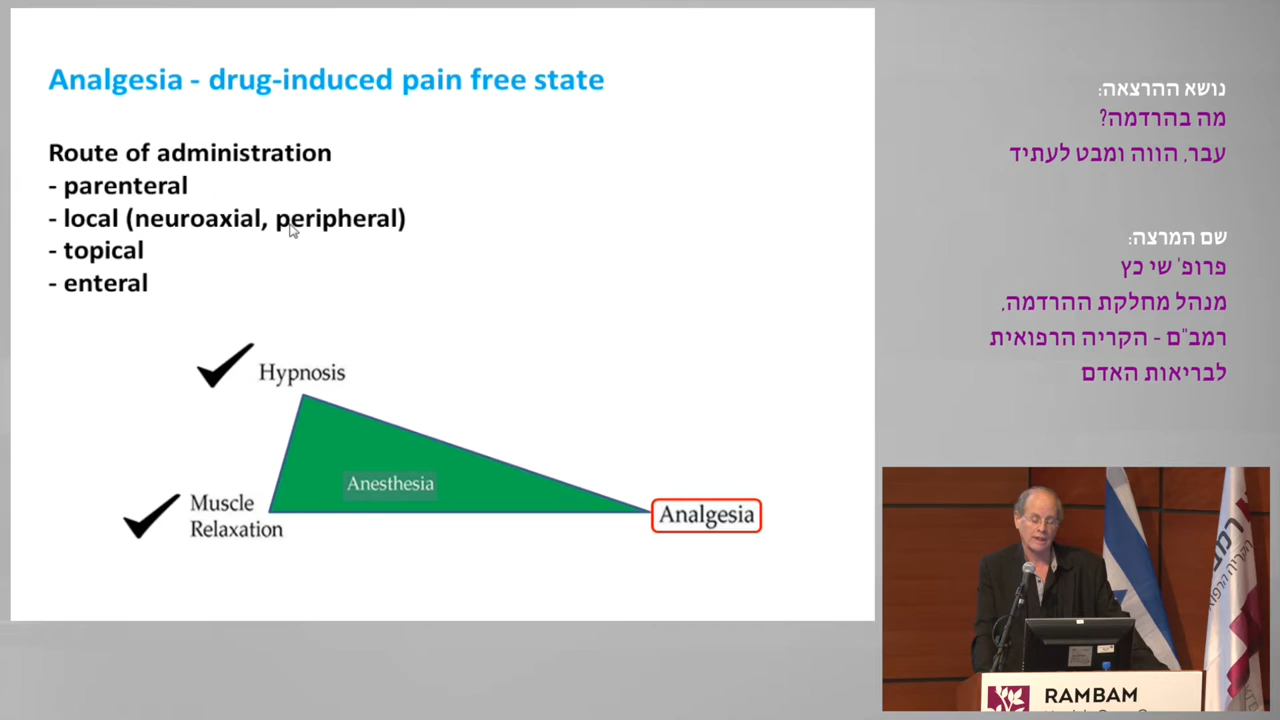 Analgesia - drug-induced pain free state
Route of administration
- parenteral
- local (neuroaxial, peripheral)
- topical
- enteral
Hypnosis
Anesthesia
Muscle
Relaxation
Analgesia
נושא ההרצאה:
מה בהרדמה?
עבר, הווה ומבט לעתיד
שם המרצה:
פרופ' שי כץ
מנהל מחלקת ההרדמה,
רמב"ם - הקריה הרפואית
לבריאות האדם
RAMBAM